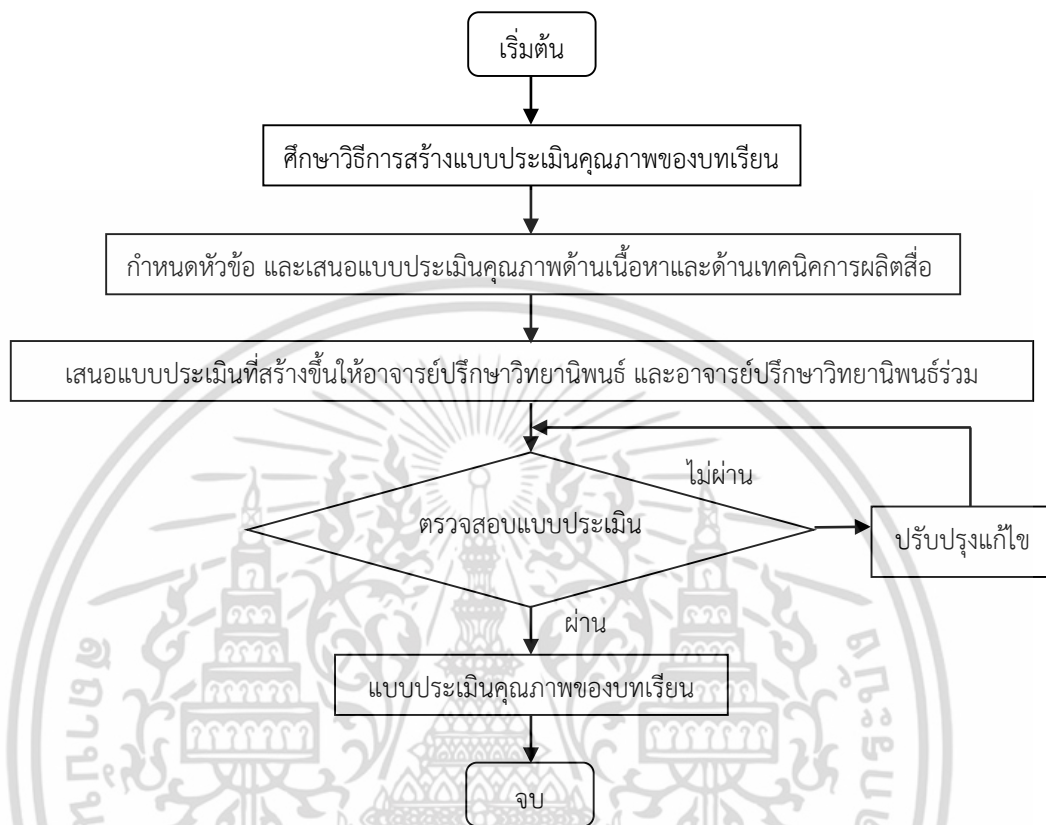 เริ่มต้น
ศึกษาวิธีการสร้างแบบประเมินคุณภาพของบทเรียน
กำหนดหัวข้อ และเสนอแบบประเมินคุณภาพด้านเนื้อหาและด้านเทคนิคการผลิตสื่อ
เสนอแบบประเมินที่สร้างขึ้นให้อาจารย์ปรึกษาวิทยานิพนธ์ และอาจารย์ปรึกษาวิทยานิพนธ์ร่วม
ไม่ผ่าน
ตรวจสอบแบบประเมิน
ปรับปรุงแก้ไข
ผ่าน
แบบประเมินคุณภาพของบทเรียน
จบ